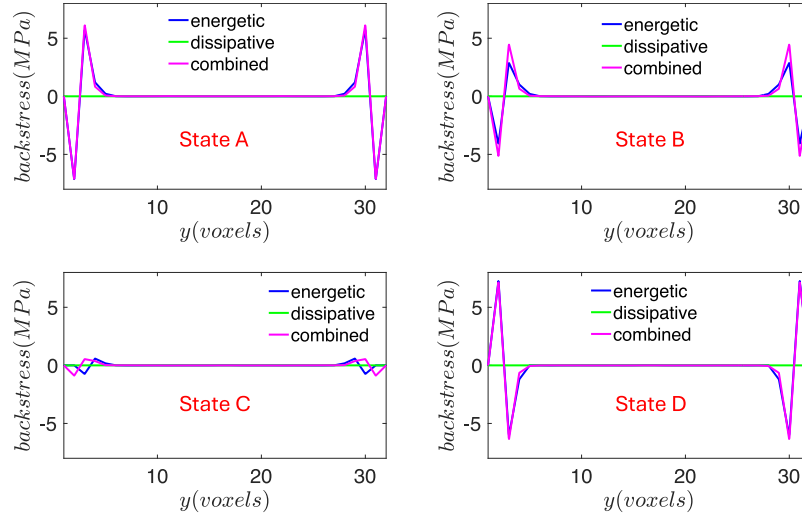 backstress(MPa)
5
0
-5
energetic
dissipative
combined
State A
10
20
30
y(voxels)
backstress(MPa)
5
0
-5
energetic
dissipative
combined
State B
10
20
30
y(voxels)
backstress(MPa)
5
0
-5
energetic
dissipative
combined
State C
10
20
30
y(voxels)
backstress(MPa)
5
0
-5
energetic
dissipative
combined
State D
10
20
30
y(voxels)